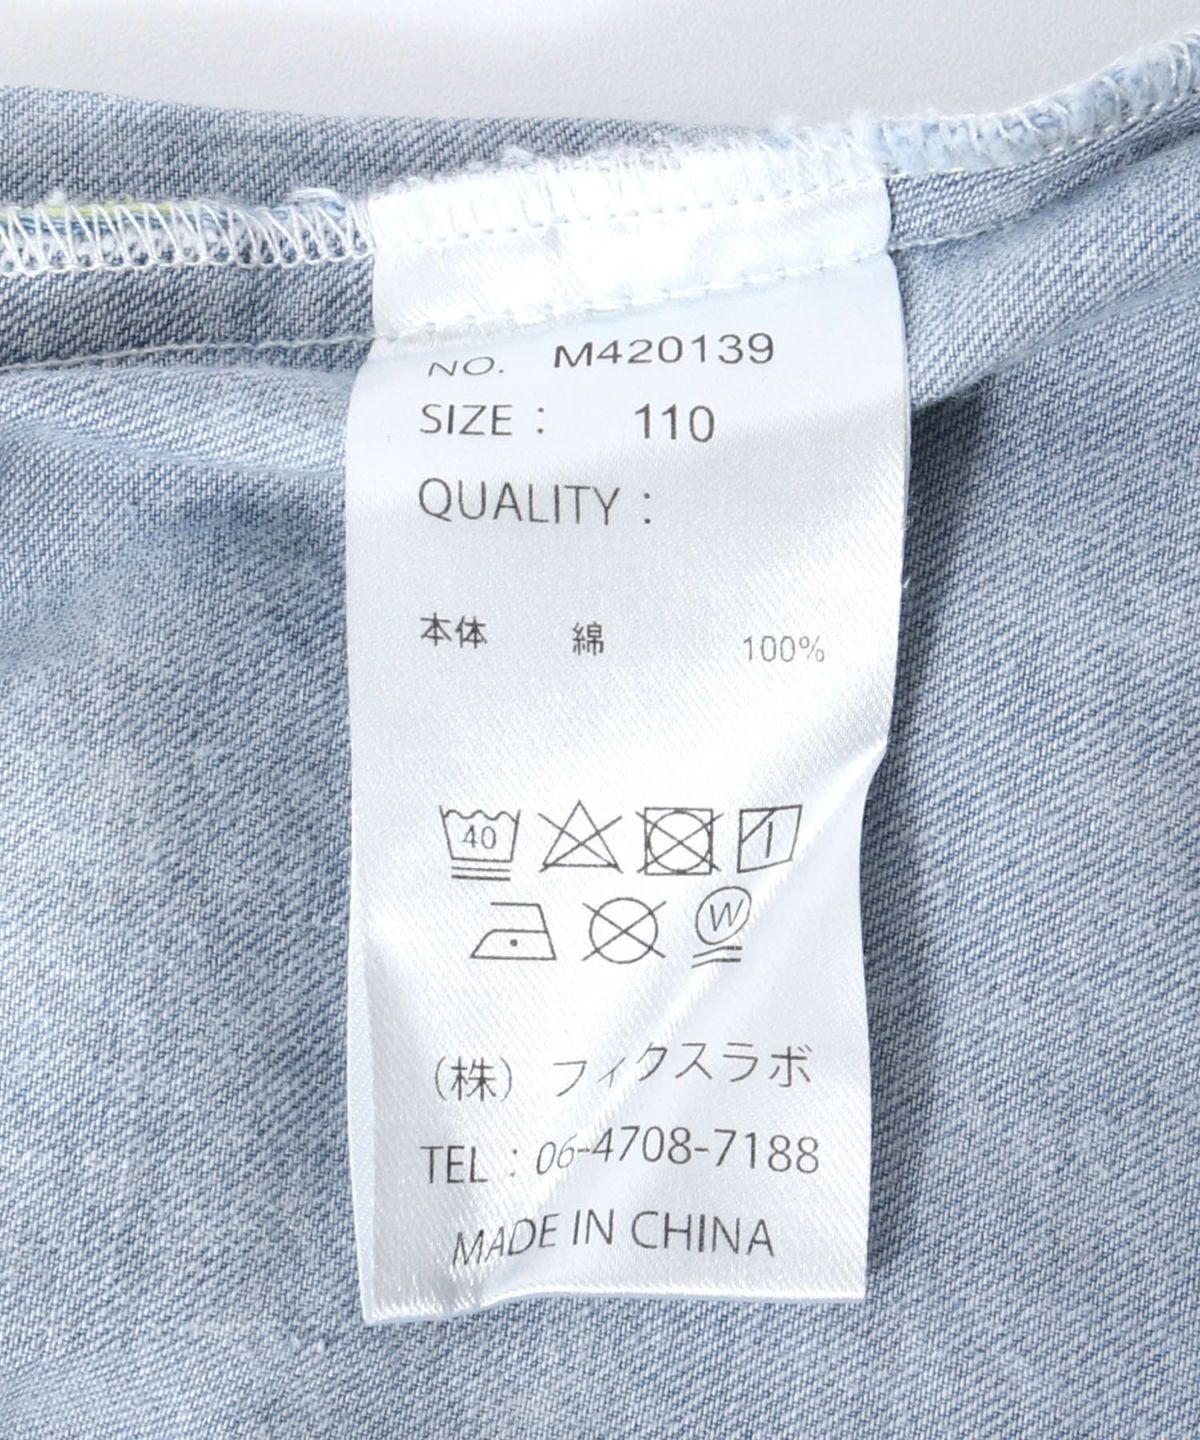 NO. M420139
SIZE : 110
QUALITY :
本体 綿 100%
40
W
(株) フィクスラボ
TEL : 06-4708-7188
MADE IN CHINA